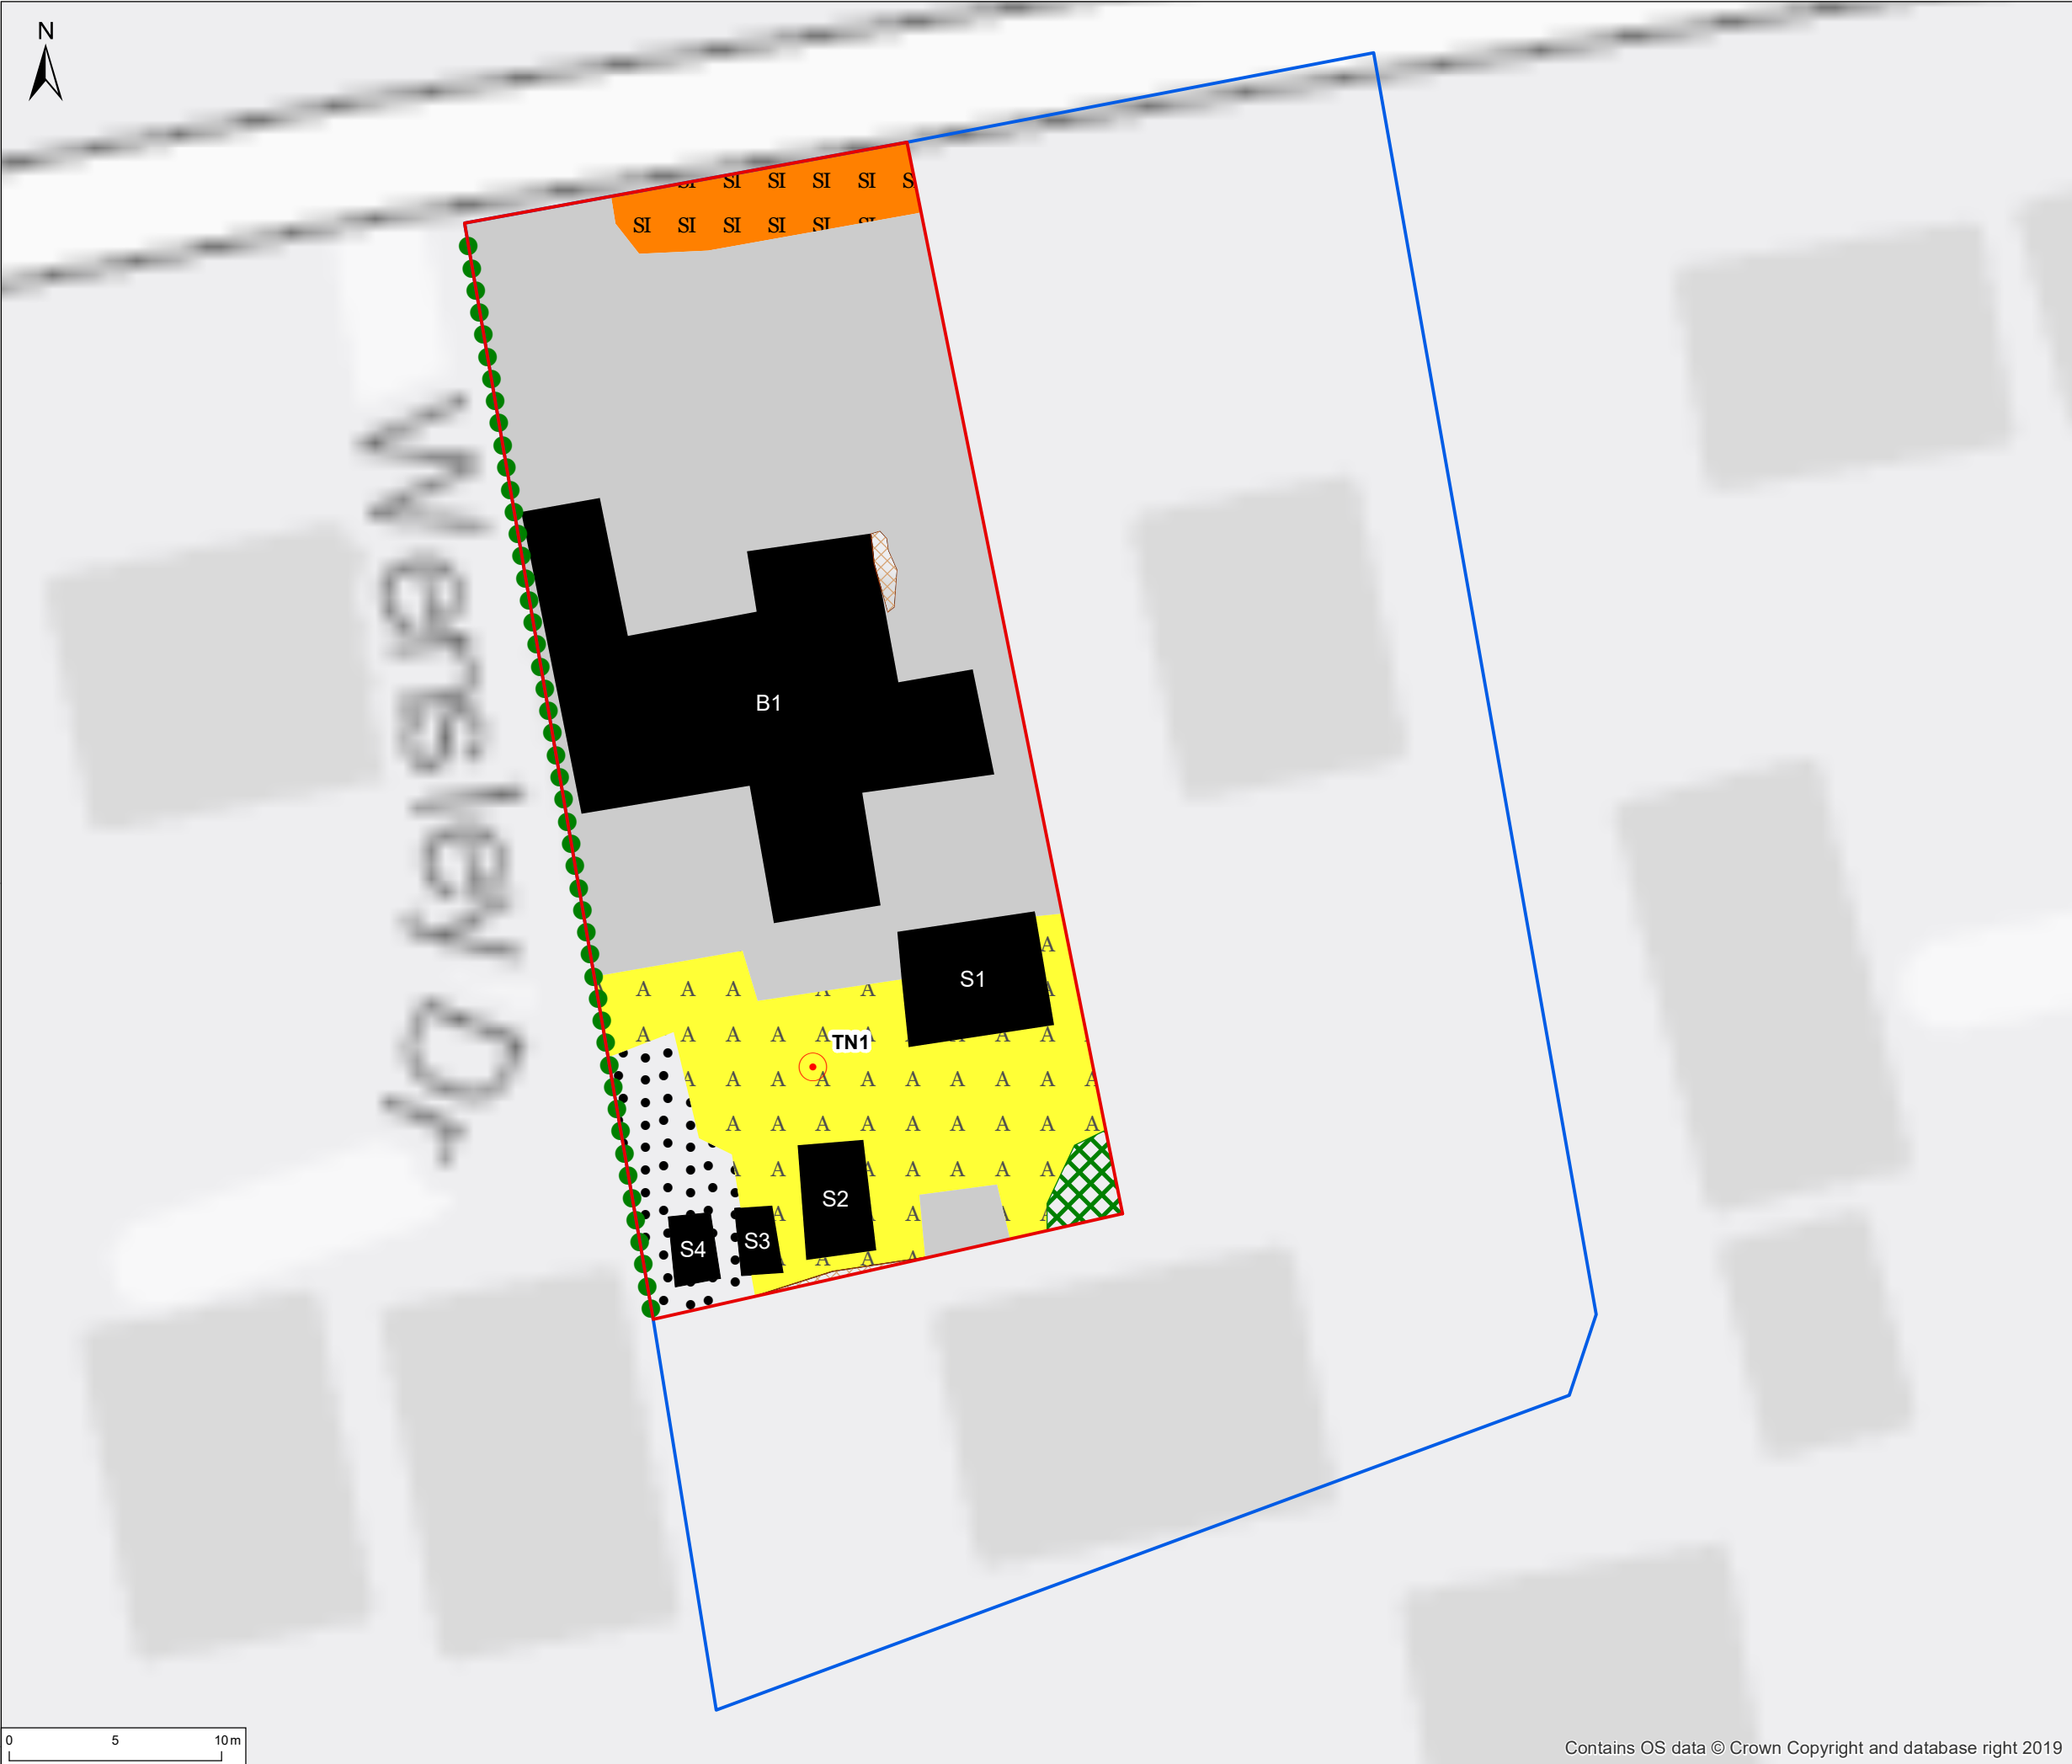 N
SI SI SI SI SI S
SI SI SI SI SI SI
Wensley Dr
B1
A
S1
A A A A A A
A A A A A A A A A
TN1
A A A A A A A A A A
A A A A A A A A A
A A A A A A A
S2
A A A A
S3
S4
A A A A
0 5 10 m
Contains OS data © Crown Copyright and database right 2019